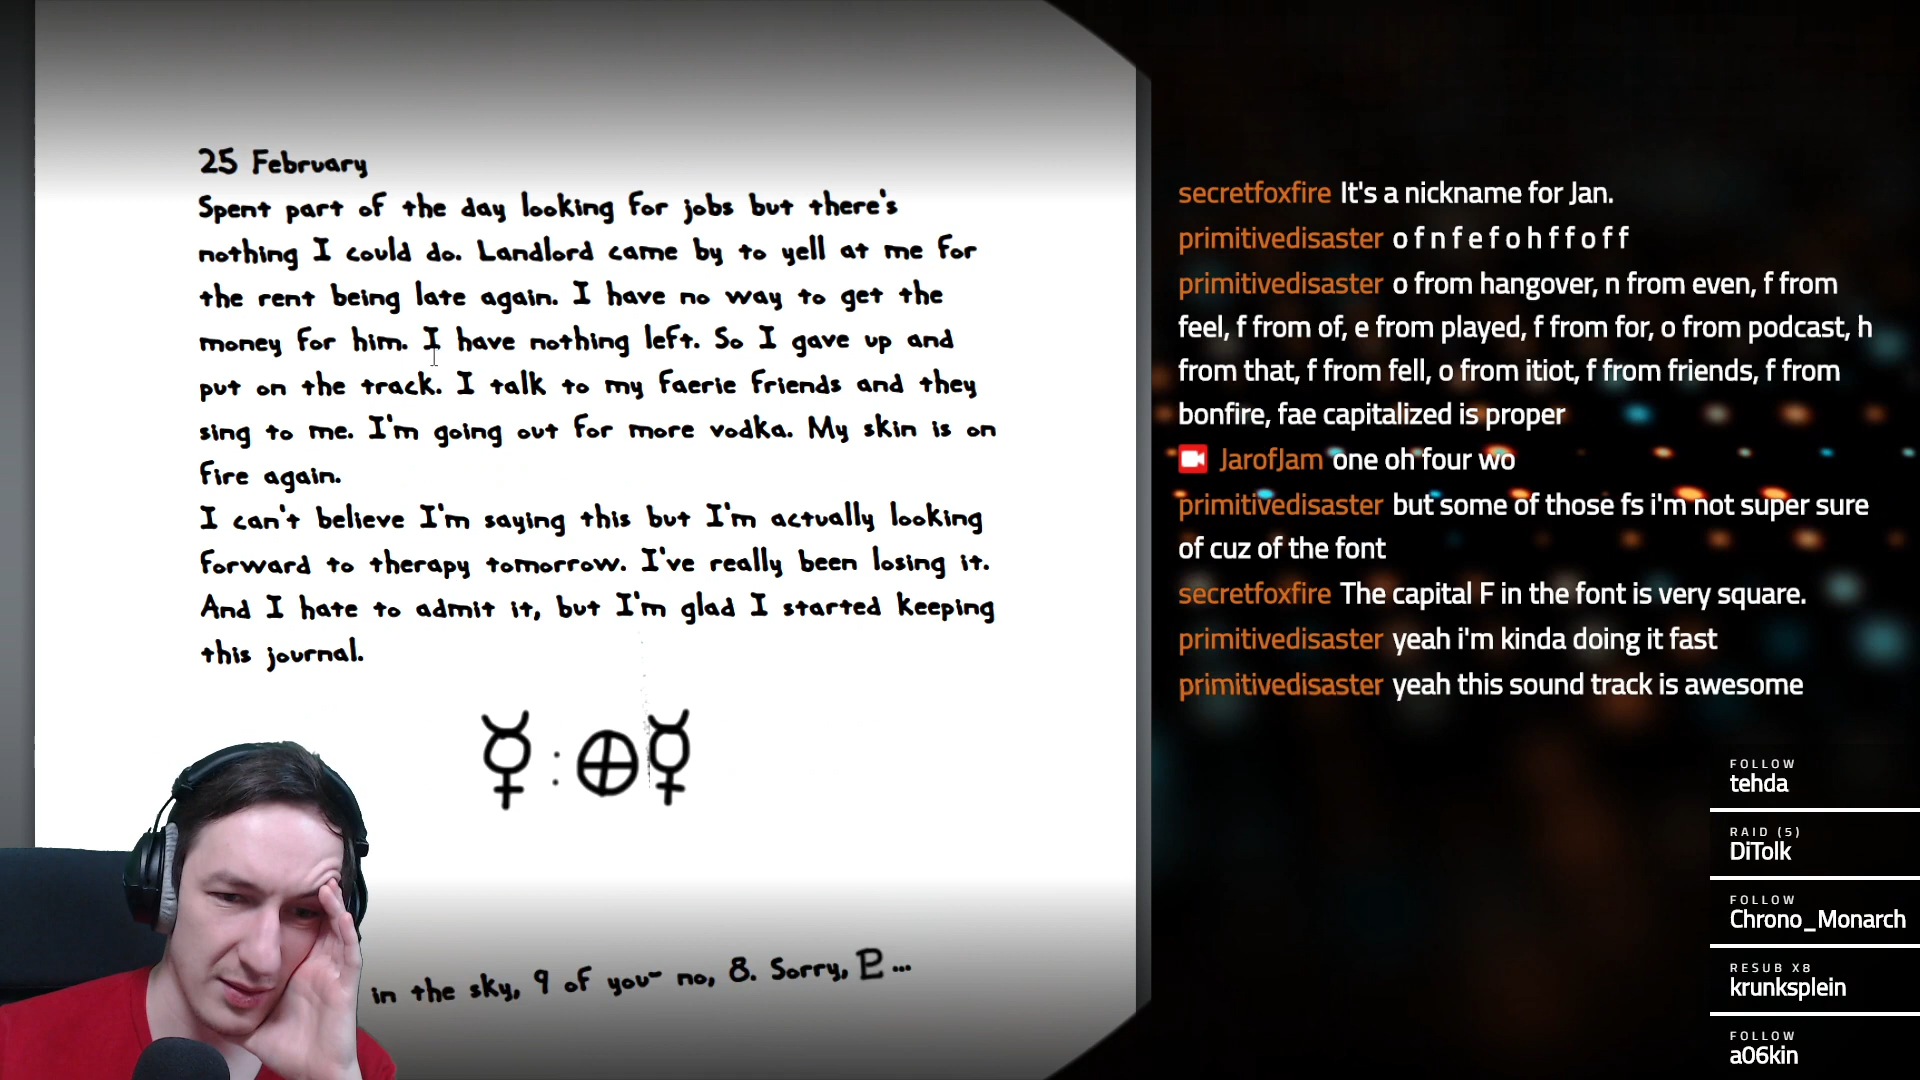 25 February
Spent part of the day looking for jobs but there's
nothing I could do. Landlord came by to yell at me for
the rent being late again. I have no way to get the
money for him. I have nothing left. So I gave up and
put on the track. I talk to my Faerie Friends and they
sing to me. I'm going out for more vodka. My skin is on
fire again.
I can't believe I'm saying this but I'm actually looking
forward to therapy tomorrow. I've really been losing it.
And I hate to admit it, but I'm glad I started keeping
this journal.
☿ : ⊕☿
in the sky, 9 of you- no, 8. Sorry, ♇ ...
secretfoxfire It's a nickname for Jan.
primitivedisaster o f n f e f o h f f o f f
primitivedisaster o from hangover, n from even, f from
feel, f from of, e from played, f from for, o from podcast, h
from that, f from fell, o from itiot, f from friends, f from
bonfire, fae capitalized is proper
JarofJam one oh four wo
primitivedisaster but some of those fs i'm not super sure
of cuz of the font
secretfoxfire The capital F in the font is very square.
primitivedisaster yeah i'm kinda doing it fast
primitivedisaster yeah this sound track is awesome
FOLLOW
tehda
RAID (5)
DiTolk
FOLLOW
Chrono_Monarch
RESUB X8
krunksplein
FOLLOW
a06kin